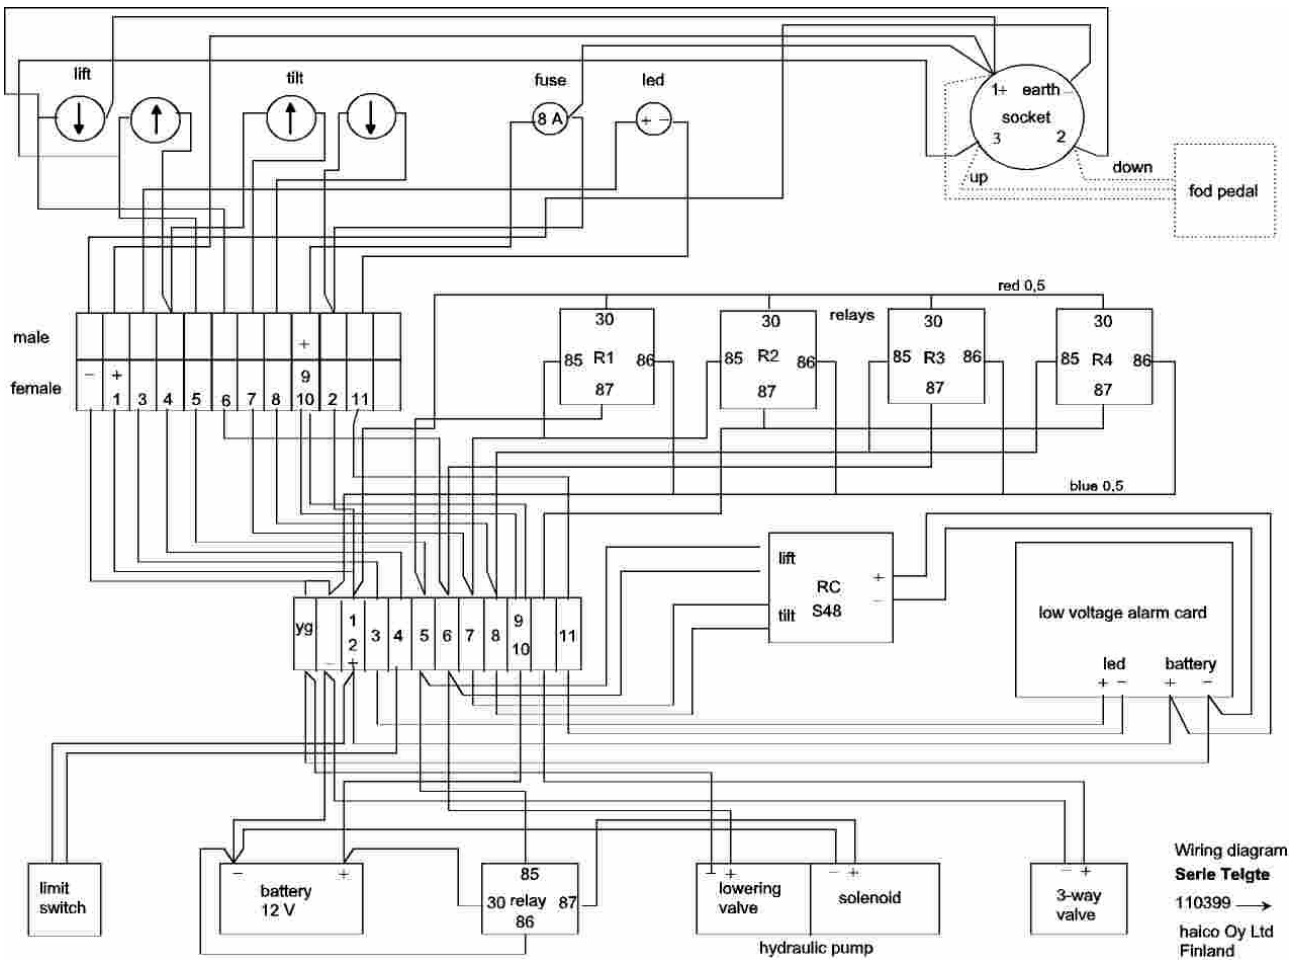 lift
tilt
fuse
led
8 A
+ −
1+ earth −
socket
3 2
up
down
fod pedal
red 0,5
relays
male
female
+
− + 9
1 3 4 5 6 7 8 10 2 11
30
85 R1 86
87
30
85 R2 86
87
30
85 R3 86
87
30
85 R4 86
87
blue 0,5
lift
RC +
S48 −
tilt
low voltage alarm card
led battery
+ − + −
yg − 1 2 + 3 4 5 6 7 8 9 10 11
limit
switch
− +
battery
12 V
85
30 relay 87
86
− +
lowering
valve
− +
solenoid
hydraulic pump
− +
3-way
valve
Wiring diagram
Serie Telgte
110399
haico Oy Ltd
Finland